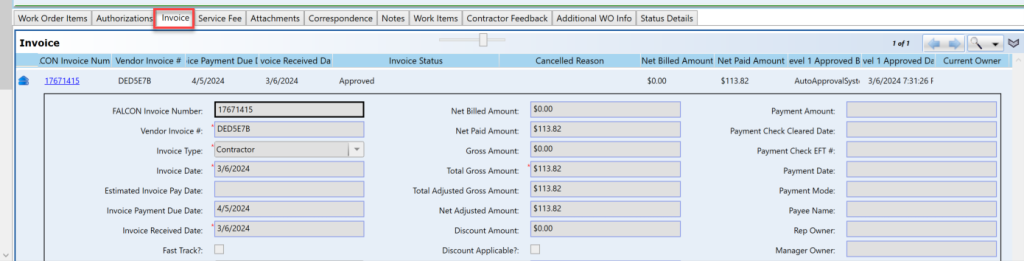 Work Order Items Authorizations Invoice Service Fee Attachments Correspondence Notes Work Items Contractor Feedback Additional WO Info Status Details
Invoice 1 of 1
CON Invoice Num Vendor Invoice # ice Payment Due D voice Received Da Invoice Status Cancelled Reason Net Billed Amount Net Paid Amount evel 1 Approved B evel 1 Approved Da Current Owner
17671415 DED5E7B 4/5/2024 3/6/2024 Approved $0.00 $113.82 AutoApprovalSyst 3/6/2024 7:31:26
FALCON Invoice Number: 17671415 Net Billed Amount: $0.00 Payment Amount:
Vendor Invoice #: *DED5E7B Net Paid Amount: $113.82 Payment Check Cleared Date:
Invoice Type: *Contractor Gross Amount: $0.00 Payment Check EFT #:
Invoice Date: *3/6/2024 Total Gross Amount: *$113.82 Payment Date:
Estimated Invoice Pay Date: Total Adjusted Gross Amount: $113.82 Payment Mode:
Invoice Payment Due Date: 4/5/2024 Net Adjusted Amount: $113.82 Payee Name:
Invoice Received Date: *3/6/2024 Discount Amount: $0.00 Rep Owner:
Fast Track?: Discount Applicable?: Manager Owner: